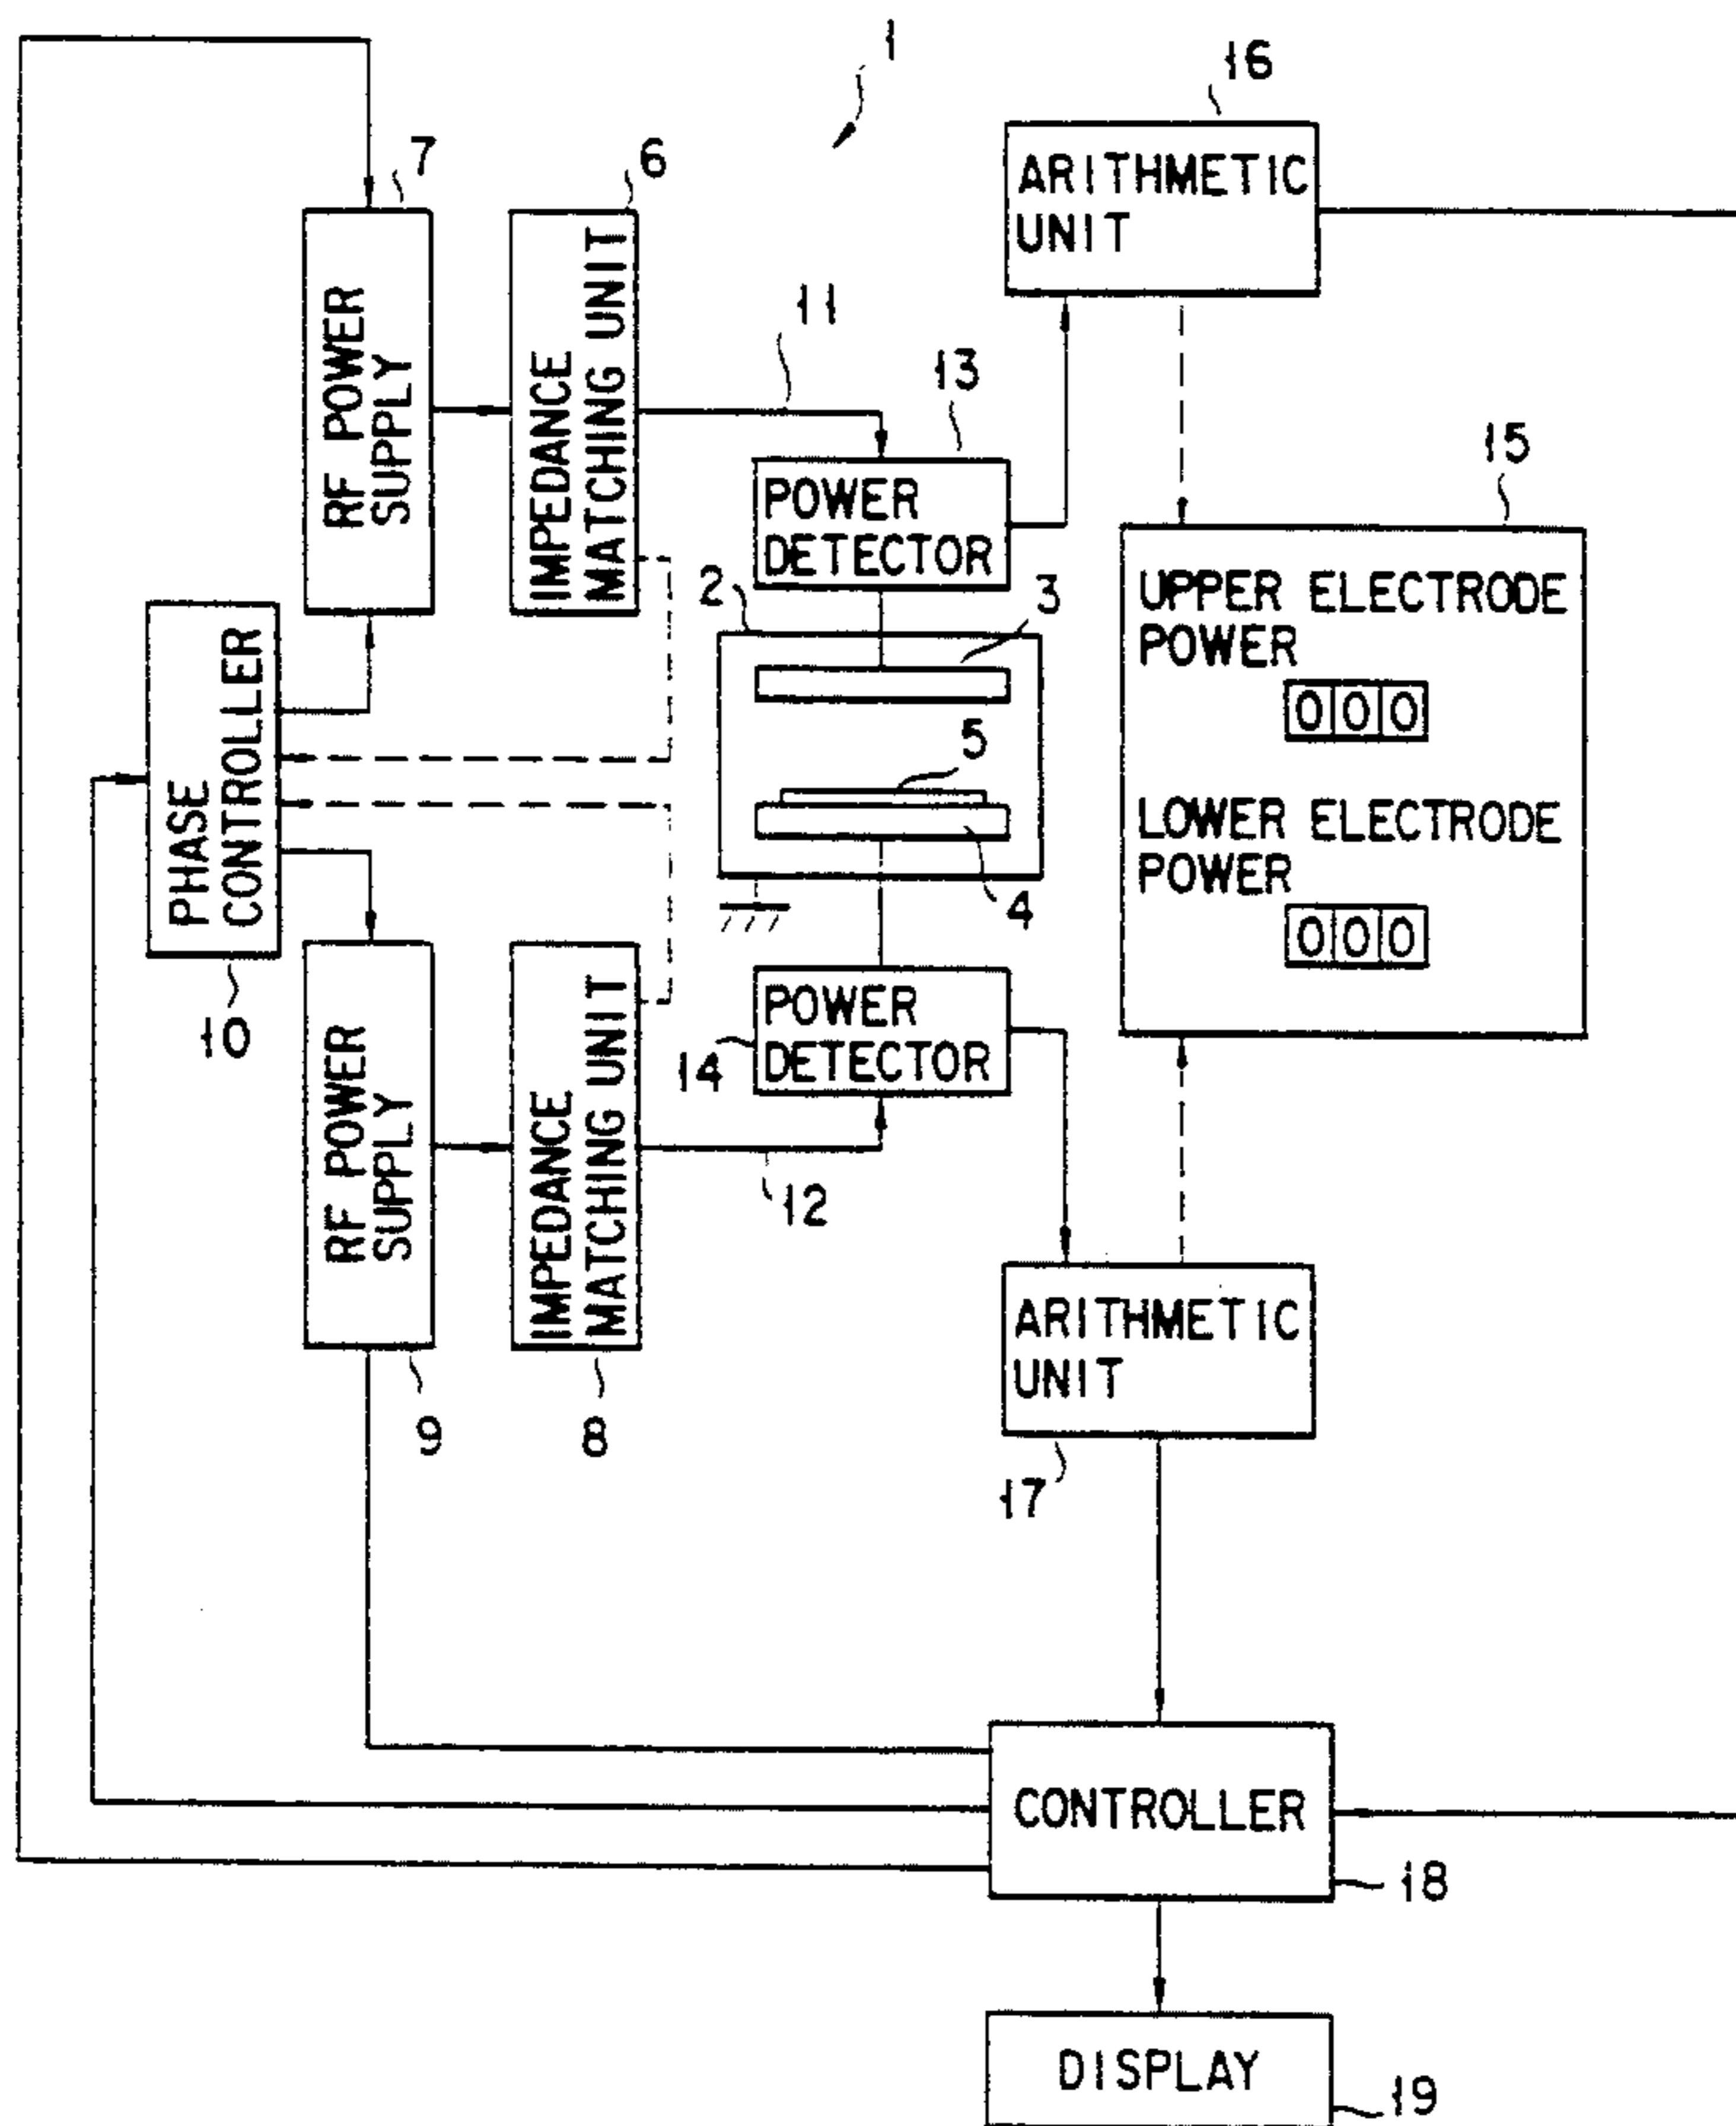 1
16
7
6
ARITHMETIC
UNIT
RF POWER
SUPPLY
IMPEDANCE
MATCHING UNIT
11
13
15
POWER
DETECTOR
2
3
UPPER ELECTRODE
POWER
000
PHASE
CONTROLLER
5
LOWER ELECTRODE
POWER
000
4
10
RF POWER
SUPPLY
IMPEDANCE
MATCHING UNIT
POWER
DETECTOR
14
12
ARITHMETIC
UNIT
9
8
17
CONTROLLER
18
DISPLAY
19